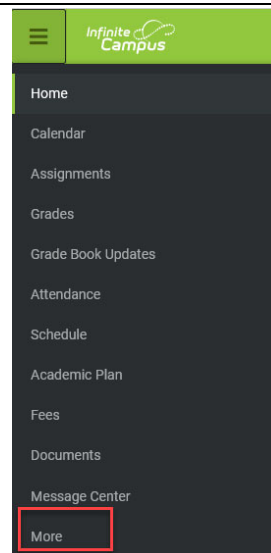 Infinite
Campus
Home
Calendar
Assignments
Grades
Grade Book Updates
Attendance
Schedule
Academic Plan
Fees
Documents
Message Center
More